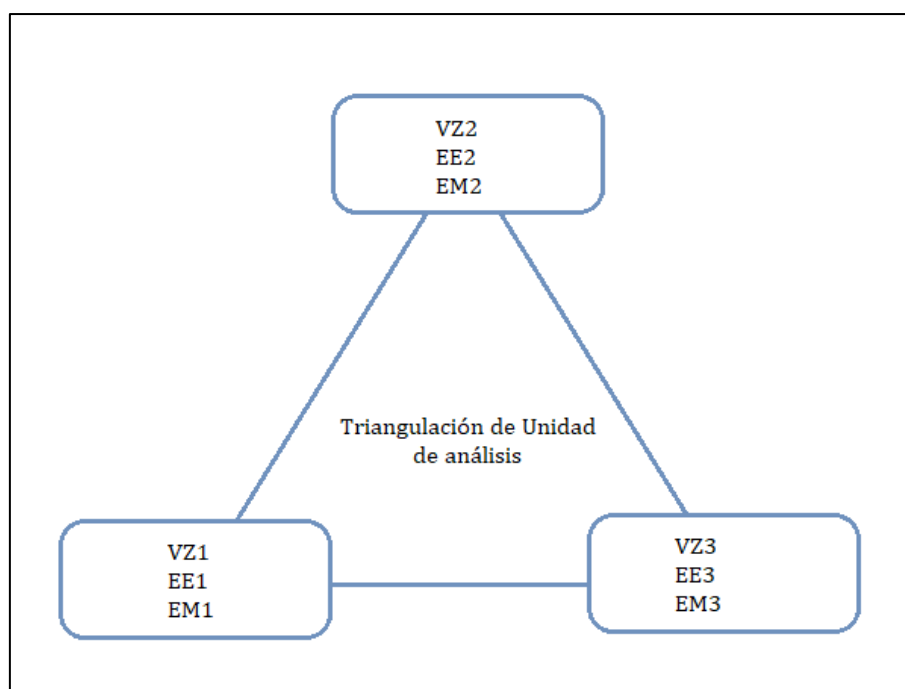 VZ2
EE2
EM2
Triangulación de Unidad
de análisis
VZ1
EE1
EM1
VZ3
EE3
EM3